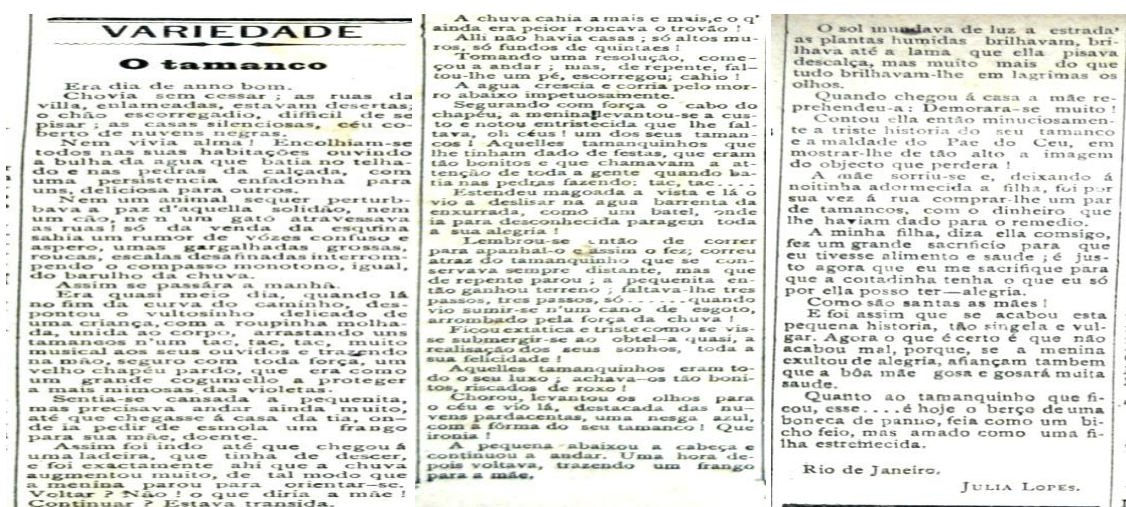 VARIEDADE
O tamanco
Era dia de anno bom.
Chovia sem cessar ; as ruas da
villa, enlameadas, estavam desertas;
o chão escorregadio, difficil de se
pisar ; as casas silenciosas, céu co-
berto de nuvens negras.
Nem vivia alma ! Encolhiam-se
todos nas suas habitações ouvindo
a bulha da agua que batia no telha-
do e nas pedras da calçada, com
uma persistencia enfadonha para
uns, deliciosa para outros.
Nem um animal sequer perturb-
bava a paz d'aquella solidão, nem
um cão, nem um gato atravessava
as ruas ! só da venda da esquina
sahia um rumor de vózes confuso e
aspero, umas gargalhadas grossas,
roucas, escalas desafinadas interrom-
pendo o compasso monotono, igual,
do barulho da chuva.
Assim se passára a manhã.
Era quasi meio dia, quando lá
no fim da curva do caminho, des-
pontou o vultosinho delicado de
uma criança, com a roupinha molha-
da, unida ao corpo, arrastando uns
tamancos n'um tac, tac, tac, muito
musical aos seus ouvidos e trazendo
na mão, seguro com toda força, um
velho chapéu pardo, que era como
um grande cogumello a proteger
a mais mimosas das violetas.
Sentia-se cansada a pequenita,
mas precisava andar ainda muito,
até que chegasse á casa da tia, on-
de ia pedir de esmola um frango
para sua mãe, doente.
Assim foi indo até que chegou á
uma ladeira, que tinha de descer,
e foi exactamente ahi que a chuva
augmentou muito, de tal modo que
a menina parou para orientar-se.
Voltar ? Não ! o que diria a mãe !
Continuar ? Estava transida.
A chuva cahia a mais e mais, e o q'
ainda era peior roncava o trovão !
Alli não havia casas ; só altos mu-
ros, só fundos de quintaes !
Tomando uma resolução, come-
çou a andar ; mas, de repente, fal-
tou-lhe um pé, escorregou; cahio !
A agua crescia e corria pelo mor-
ro abaixo impetuosamente.
Segurando com força o cabo do
chapéu, a menina levantou-se a cus-
to e notou entristecida que lhe fal-
tava, oh céus ! um dos seus taman-
cos ! Aquelles tamanquinhos que
lhe tinham dado de festas, que eram
tão bonitos e que chamavam a at-
tenção de toda a gente quando ba-
tia nas pedras fazendo: tac, tac....
Estendeu magoada a vista e lá o
vio a deslisar na agua barrenta da
enxurrada, como um batel, onde
ia para desconhecida paragem toda
a sua alegria !
Lembrou-se então de correr
para apanhal-o e assim o fez; correu
atraz do tamanquinho que se con-
servava sempre distante, mas que
de repente parou ; a pequenita en-
tão ganhou terreno ; faltava-lhe tres
passos, tres passos, só......quando
vio sumir-se n'um cano de esgoto,
arrombado pela força da chuva !
Ficou extatica e triste como se vis-
se submergir-se ao obtel-a quasi, a
realisação dos seus sonhos, toda a
sua felicidade !
Aquelles tamanquinhos eram to-
do o seu luxo ; achava-os tão boni-
tos, riscados de roxo !
Chorou, levantou os olhos para
o céu e vio lá, destacada das nu-
vens pardacentas, uma nesga azul,
com a fórma do seu tamanco ! Que
ironia !
A pequena abaixou a cabeça e
continuou a andar. Uma hora de-
pois voltava, trazendo um frango
para a mãe.
O sol inundava de luz a estrada'
as plantas humidas brilhavam, bri-
lhava até a lama que ella pisava
descalça, mas muito mais do que
tudo brilhavam-lhe em lagrimas os
olhos.
Quando chegou á casa a mãe re-
prehendeu-a: Demorara-se muito !
Contou ella então minuciosamen-
te a triste historia do seu tamanco
e a maldade do Pae do Ceu, em
mostrar-lhe de tão alto a imagem
do objecto que perdera !
A mãe sorriu-se e, deixando á
noitinha adormecida a filha, foi por
sua vez á rua comprar-lhe um par
de tamancos, com o dinheiro que
lhe haviam dado para o remedio.
A minha filha, diza ella comsigo,
fez um grande sacrificio para que
eu tivesse alimento e saude ; é jus-
to agora que eu me sacrifique para
que a coitadinha tenha o que eu só
por ella posso ter—alegria.
Como são santas as mães !
E foi assim que se acabou esta
pequena historia, tão singela e vul-
gar. Agora o que é certo é que não
acabou mal, porque, se a menina
exultou de alegria, afiançam tambem
que a bôa mãe gosa e gosará muita
saude.
Quanto ao tamanquinho que fi-
cou, esse....é hoje o berço de uma
boneca de panno, feia como um bi-
cho feio, mas amado como uma fi-
lha estremecida.
Rio de Janeiro.
JULIA LOPES.